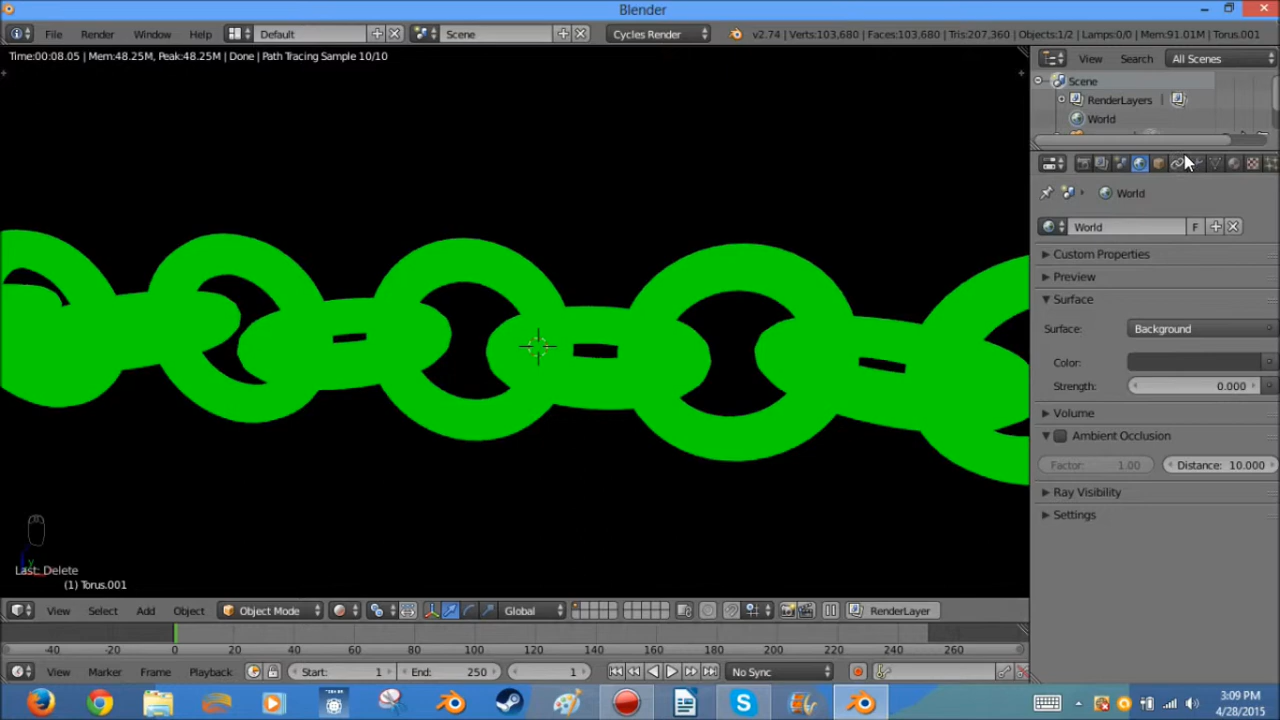 Blender
File Render Window Help Default Scene Cycles Render v2.74 | Verts:103,680 | Faces:103,680 | Tris:207,360 | Objects:1/2 | Lamps:0/0 | Mem:91.01M | Torus.001
Time:00:08.05 | Mem:48.25M, Peak:48.25M | Done | Path Tracing Sample 10/10
View Search All Scenes
Scene
RenderLayers
World
World
World F
Custom Properties
Preview
Surface
Surface: Background
Color:
Strength: 0.000
Volume
Ambient Occlusion
Factor: 1.00 Distance: 10.000
Ray Visibility
Settings
y
Last: Delete
(1) Torus.001
View Select Add Object Object Mode Global RenderLayer
-40 -20 0 20 40 60 80 100 120 140 160 180 200 220 240 260
View Marker Frame Playback Start: 1 End: 250 1 No Sync
3:09 PM
4/28/2015